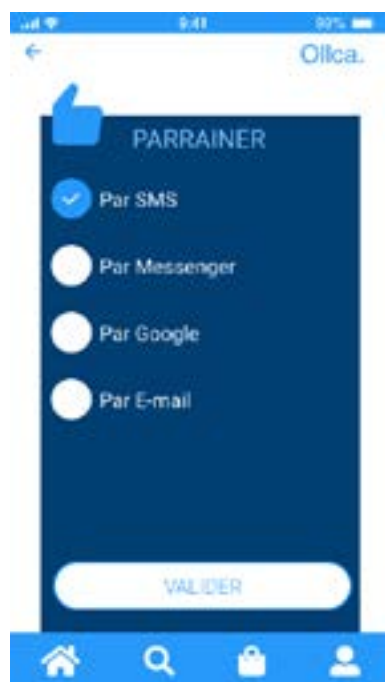 9:41
Ollca.
PARRAINER
Par SMS
Par Messenger
Par Google
Par E-mail
VALIDER